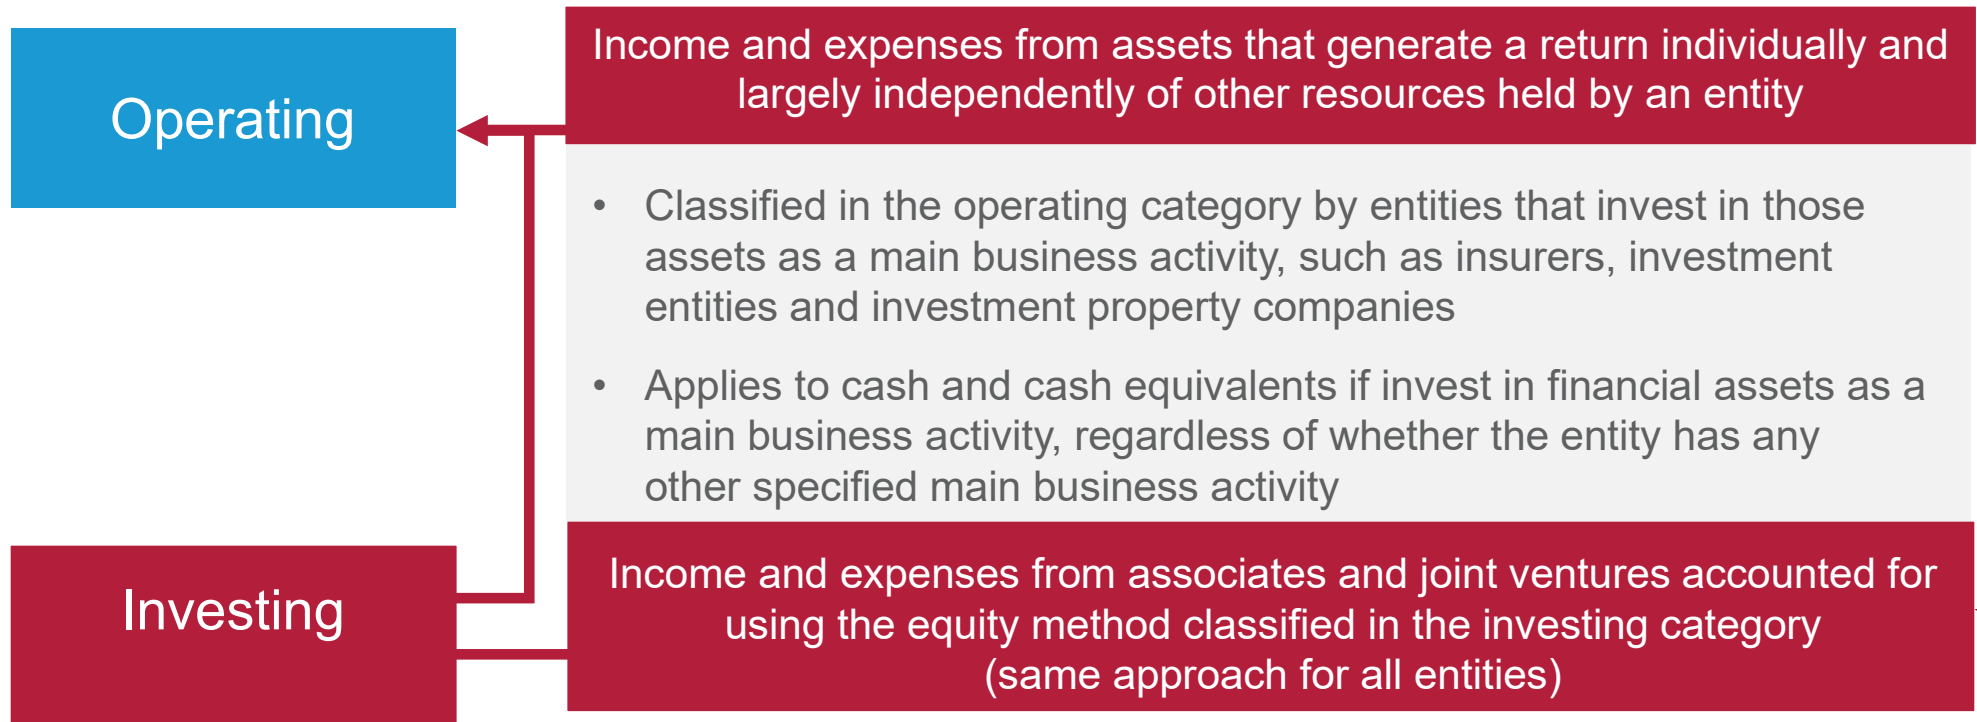 Operating
Income and expenses from assets that generate a return individually and
largely independently of other resources held by an entity
• Classified in the operating category by entities that invest in those
assets as a main business activity, such as insurers, investment
entities and investment property companies
• Applies to cash and cash equivalents if invest in financial assets as a
main business activity, regardless of whether the entity has any
other specified main business activity
Investing
Income and expenses from associates and joint ventures accounted for
using the equity method classified in the investing category
(same approach for all entities)